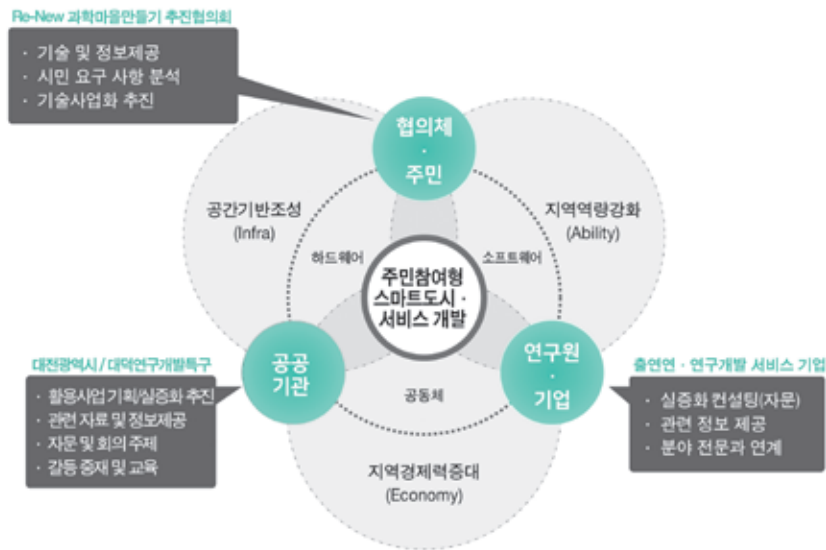 Re-New 과학마을만들기 추진협의회
· 기술 및 정보제공
· 시민 요구 사항 분석
· 기술사업화 추진
협의체
·
주민
공간기반조성
(Infra)
지역역량강화
(Ability)
하드웨어
소프트웨어
주민참여형
스마트도시 ·
서비스 개발
대전광역시 / 대덕연구개발특구
· 활용사업 기획/실증화 추진
· 관련 자료 및 정보제공
· 자문 및 회의 주제
· 갈등 중재 및 교육
공공
기관
연구원
·
기업
출연연 · 연구개발 서비스 기업
· 실증화 컨설팅(자문)
· 관련 정보 제공
· 분야 전문과 연계
공동체
지역경제력증대
(Economy)